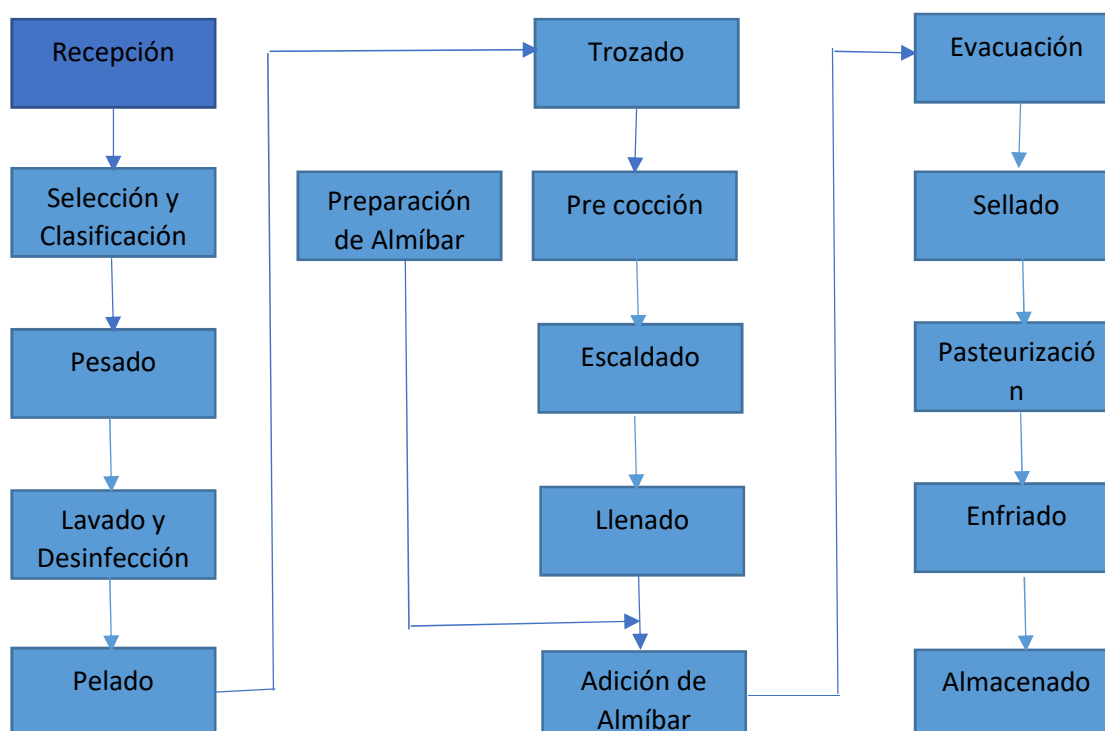 Recepción
Selección y
Clasificación
Pesado
Lavado y
Desinfección
Pelado
Trozado
Preparación
de Almíbar
Pre cocción
Escaldado
Llenado
Adición de
Almíbar
Evacuación
Sellado
Pasteurizació
n
Enfriado
Almacenado